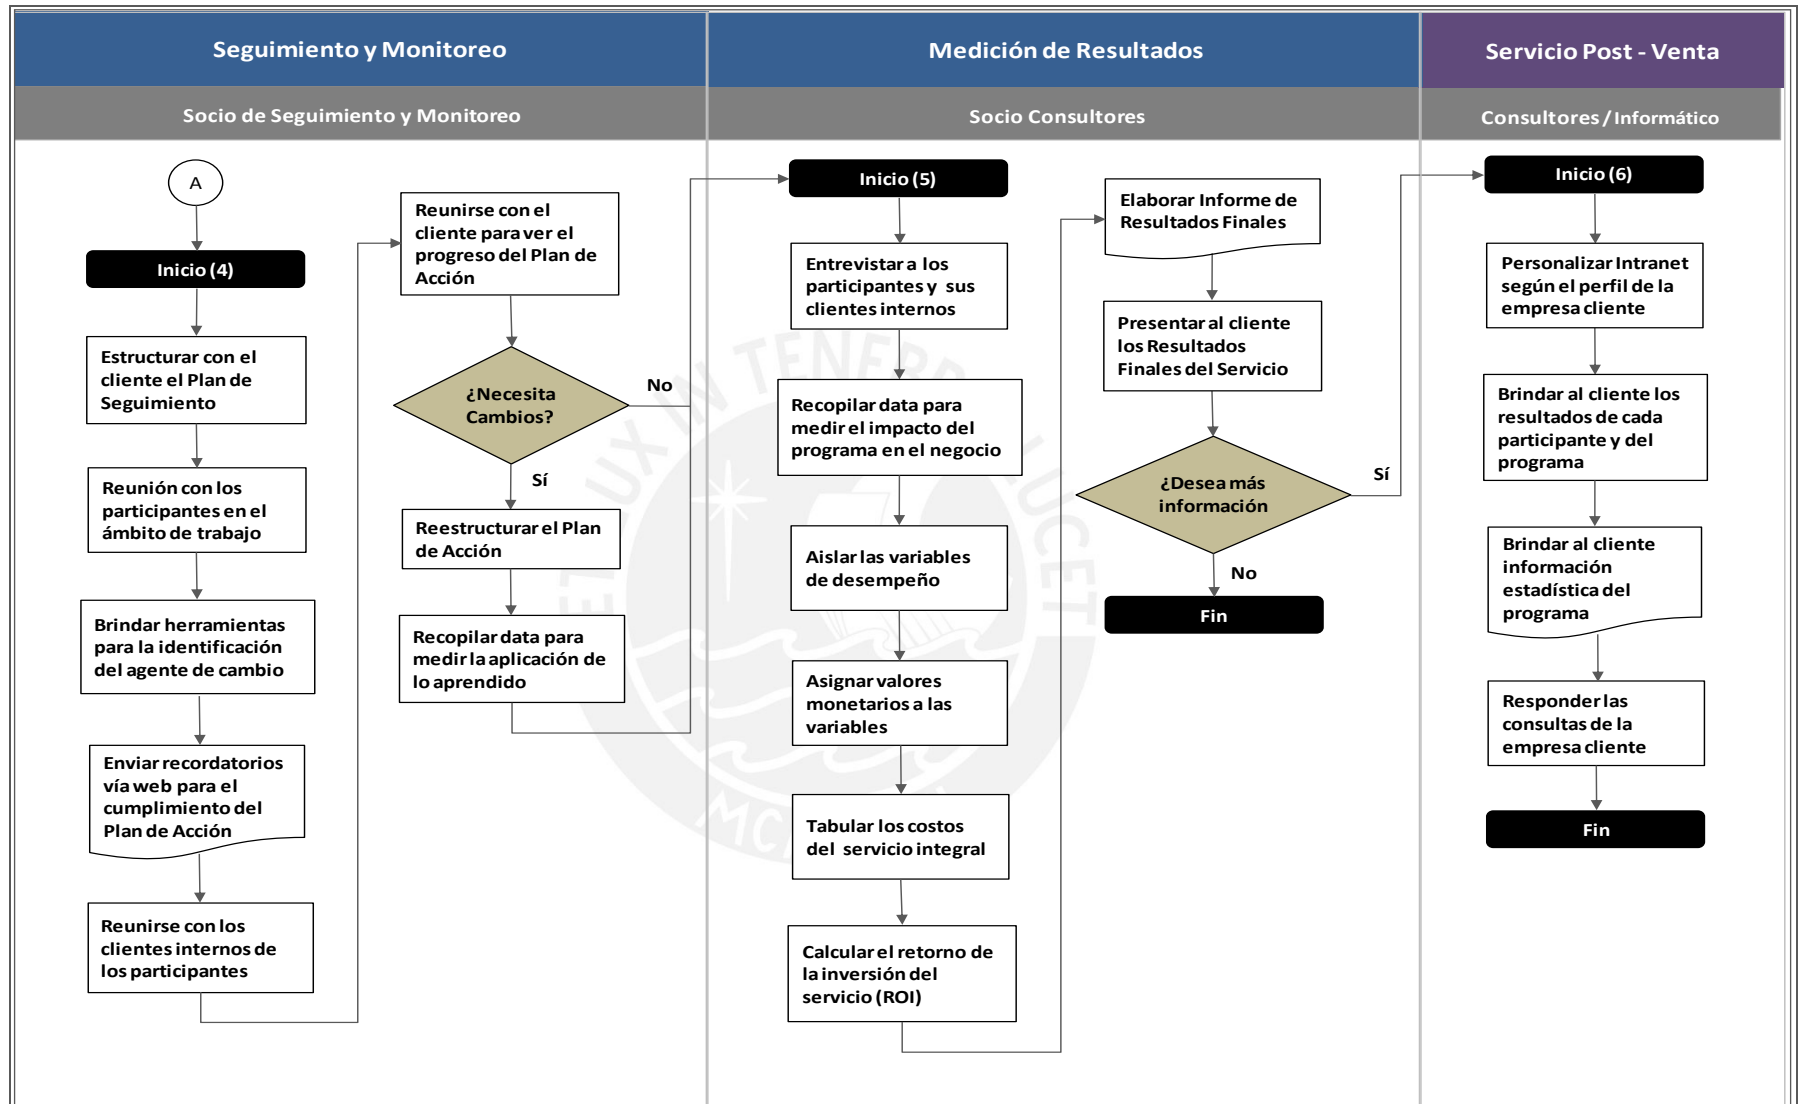 Seguimiento y Monitoreo
Medición de Resultados
Servicio Post - Venta
Socio de Seguimiento y Monitoreo
Socio Consultores
Consultores / Informático
A
Inicio (4)
Estructurar con el
cliente el Plan de
Seguimiento
Reunión con los
participantes en el
ámbito de trabajo
Brindar herramientas
para la identificación
del agente de cambio
Enviar recordatorios
vía web para el
cumplimiento del
Plan de Acción
Reunirse con los
clientes internos de
los participantes
Reunirse con el
cliente para ver el
progreso del Plan de
Acción
¿Necesita
Cambios?
No
Sí
Reestructurar el Plan
de Acción
Recopilar data para
medir la aplicación de
lo aprendido
Inicio (5)
Entrevistar a los
participantes y sus
clientes internos
Recopilar data para
medir el impacto del
programa en el negocio
Aislar las variables
de desempeño
Asignar valores
monetarios a las
variables
Tabular los costos
del servicio integral
Calcular el retorno de
la inversión del
servicio (ROI)
Elaborar Informe de
Resultados Finales
Presentar al cliente
los Resultados
Finales del Servicio
¿Desea más
información
Sí
No
Fin
Inicio (6)
Personalizar Intranet
según el perfil de la
empresa cliente
Brindar al cliente los
resultados de cada
participante y del
programa
Brindar al cliente
información
estadística del
programa
Responder las
consultas de la
empresa cliente
Fin
ET LUX IN TENEBRIS LUCET